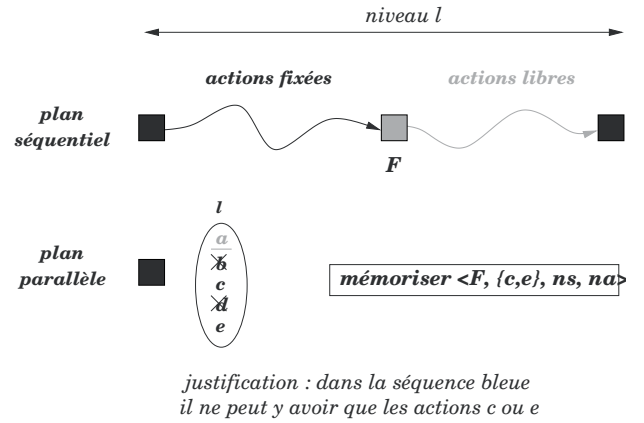 niveau l
actions fixées
actions libres
plan
séquentiel
F
l
plan
parallèle
a
b
c
d
e
mémoriser <F, {c,e}, ns, na>
justification : dans la séquence bleue
il ne peut y avoir que les actions c ou e